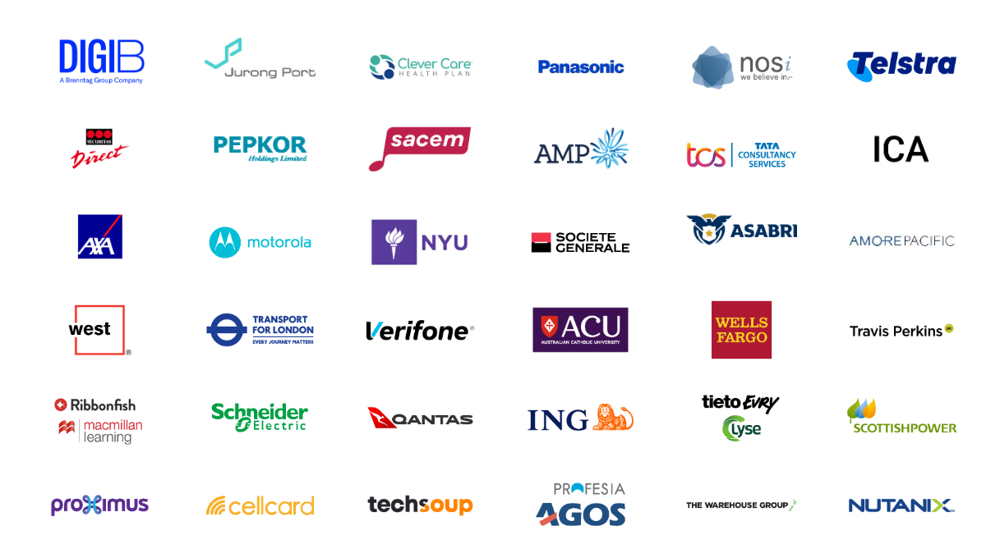 DIGIB
A Brenntag Group Company
Jurong Port
Clever Care
HEALTH PLAN
Panasonic
nosi
we believe in...
Telstra
SECURITAS
Direct
PEPKOR
Holdings Limited
sacem
AMP
tcs
TATA
CONSULTANCY
SERVICES
ICA
AXA
motorola
NYU
SOCIETE
GENERALE
ASABRI
AMOREPACIFIC
west
®
TRANSPORT
FOR LONDON
EVERY JOURNEY MATTERS
Verifone®
ACU
AUSTRALIAN CATHOLIC UNIVERSITY
WELLS
FARGO
Travis Perkins plc
Ribbonfish
macmillan
learning
Schneider
Electric
QANTAS
ING
tieto EVRY
Lyse
SCOTTISHPOWER
proximus
cellcard
techsoup
PROFESIA
AGOS
THE WAREHOUSE GROUP
NUTANIX™